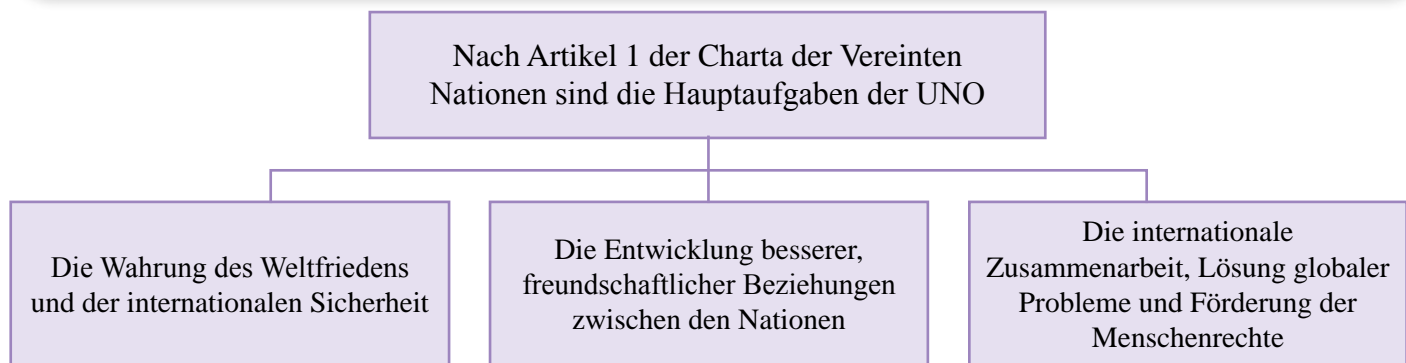 Nach Artikel 1 der Charta der Vereinten
Nationen sind die Hauptaufgaben der UNO
Die Wahrung des Weltfriedens
und der internationalen Sicherheit
Die Entwicklung besserer,
freundschaftlicher Beziehungen
zwischen den Nationen
Die internationale
Zusammenarbeit, Lösung globaler
Probleme und Förderung der
Menschenrechte